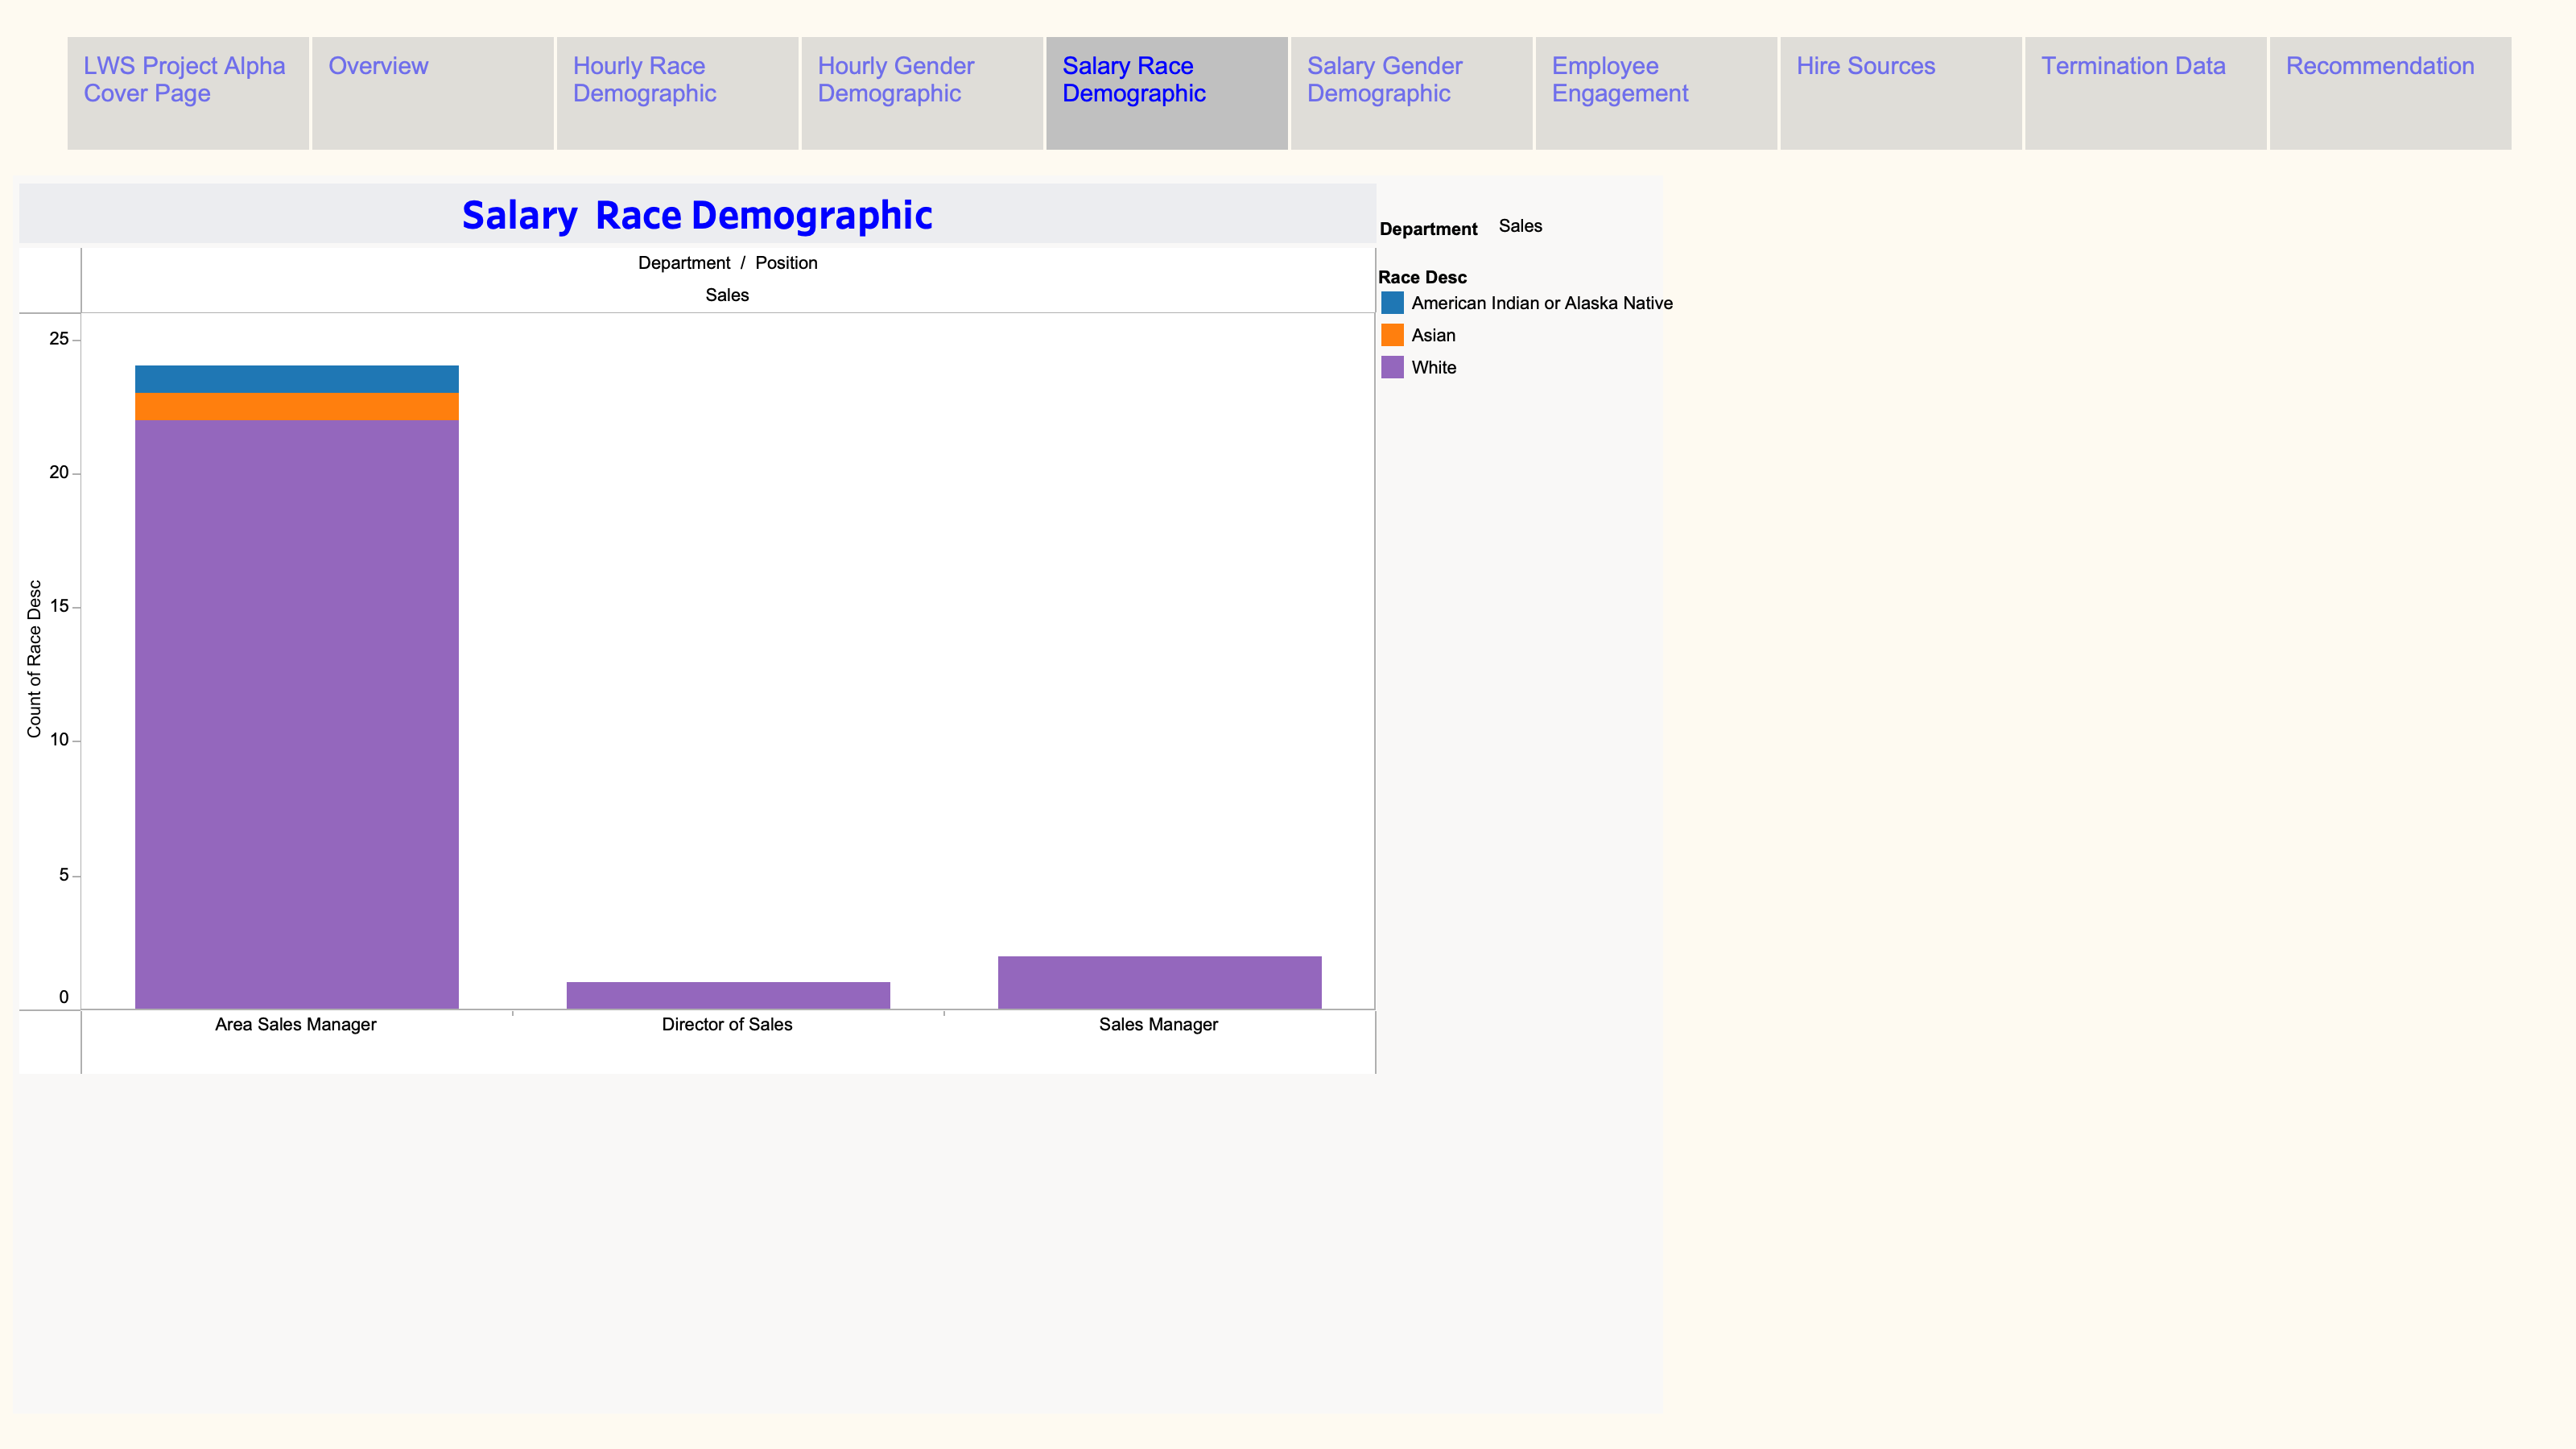 LWS Project Alpha
Cover Page
Overview
Hourly Race
Demographic
Hourly Gender
Demographic
Salary Race
Demographic
Salary Gender
Demographic
Employee
Engagement
Hire Sources
Termination Data
Recommendation
Salary Race Demographic
Department Sales
Race Desc
American Indian or Alaska Native
Asian
White
Department / Position
Sales
Count of Race Desc
25
20
15
10
5
0
Area Sales Manager
Director of Sales
Sales Manager